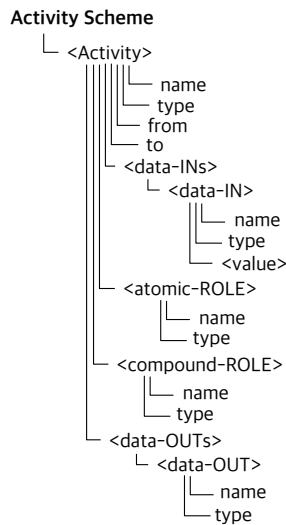 Activity Scheme
<Activity>
name
type
from
to
<data-INs>
<data-IN>
name
type
<value>
<atomic-ROLE>
name
type
<compound-ROLE>
name
type
<data-OUTs>
<data-OUT>
name
type